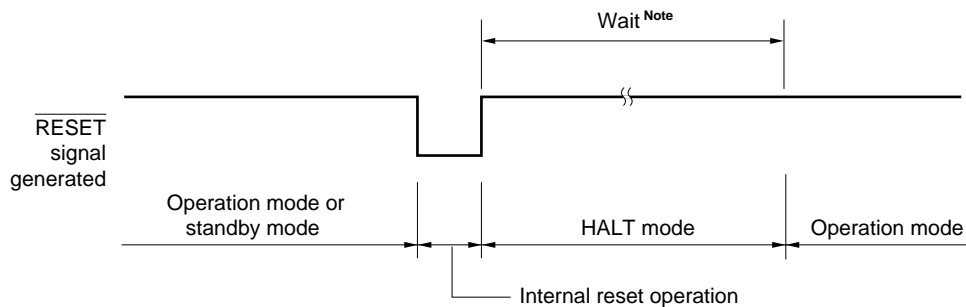 Wait Note
RESET
signal
generated
Operation mode or
standby mode
HALT mode
Operation mode
Internal reset operation